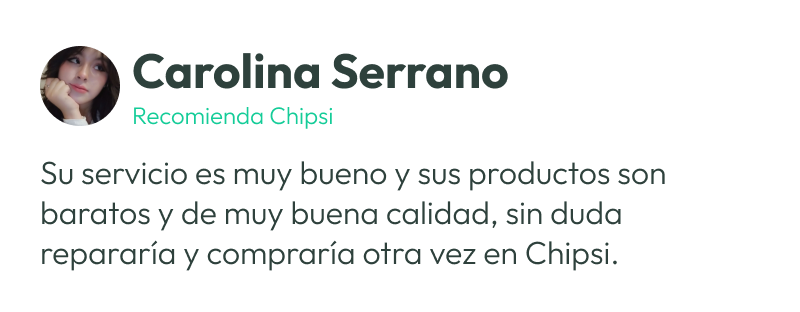 Carolina Serrano
Recomienda Chipsi
Su servicio es muy bueno y sus productos son
baratos y de muy buena calidad, sin duda
repararía y compraría otra vez en Chipsi.